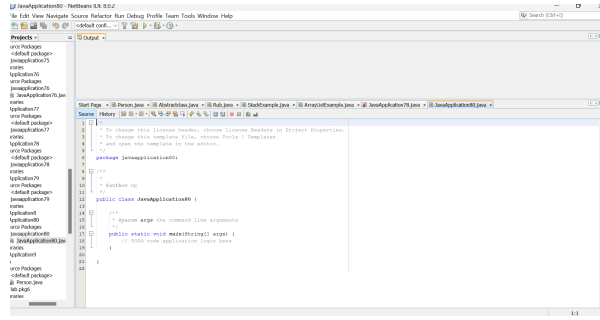 JavaApplication80 - NetBeans IDE 8.0.2
File Edit View Navigate Source Refactor Run Debug Profile Team Tools Window Help
Search (Ctrl+I)
<default confi...
Projects
Output
urce Packages
<default package>
javaapplication75
raries
Application76
urce Packages
javaapplication76
JavaApplication76.jav
raries
Application77
urce Packages
<default package>
javaapplication77
raries
Application78
urce Packages
<default package>
javaapplication78
raries
Application79
urce Packages
<default package>
javaapplication79
raries
Application8
Application80
urce Packages
javaapplication80
JavaApplication80.jav
raries
Application9
urce Packages
<default package>
Person.java
lab.pkg6
raries
Start Page Person.java Abstractclass.java Rub.java StackExample.java ArrayListExample.java JavaApplication78.java JavaApplication80.java
Source History
1 /*
2 * To change this license header, choose License Headers in Project Properties.
3 * To change this template file, choose Tools | Templates
4 * and open the template in the editor.
5 */
6 package javaapplication80;
7
8 /**
9 *
10 * @author Hp
11 */
12 public class JavaApplication80 {
13
14 /**
15 * @param args the command line arguments
16 */
17 public static void main(String[] args) {
18 // TODO code application logic here
19 }
20
21 }
22
1:1